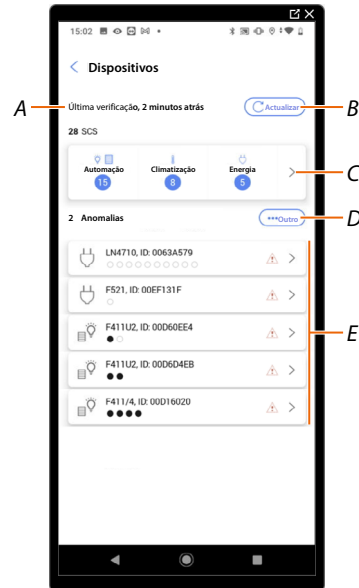 15:02
Dispositivos
A
Última verificação, 2 minutos atrás
Actualizar
B
28 SCS
Automação
Climatização
Energia
15
8
5
C
2 Anomalias
***Outro
D
LN4710, ID: 0063A579
F521, ID: 00EF131F
F411U2, ID: 00D60EE4
E
F411U2, ID: 00D6D4EB
F411/4, ID: 00D16020